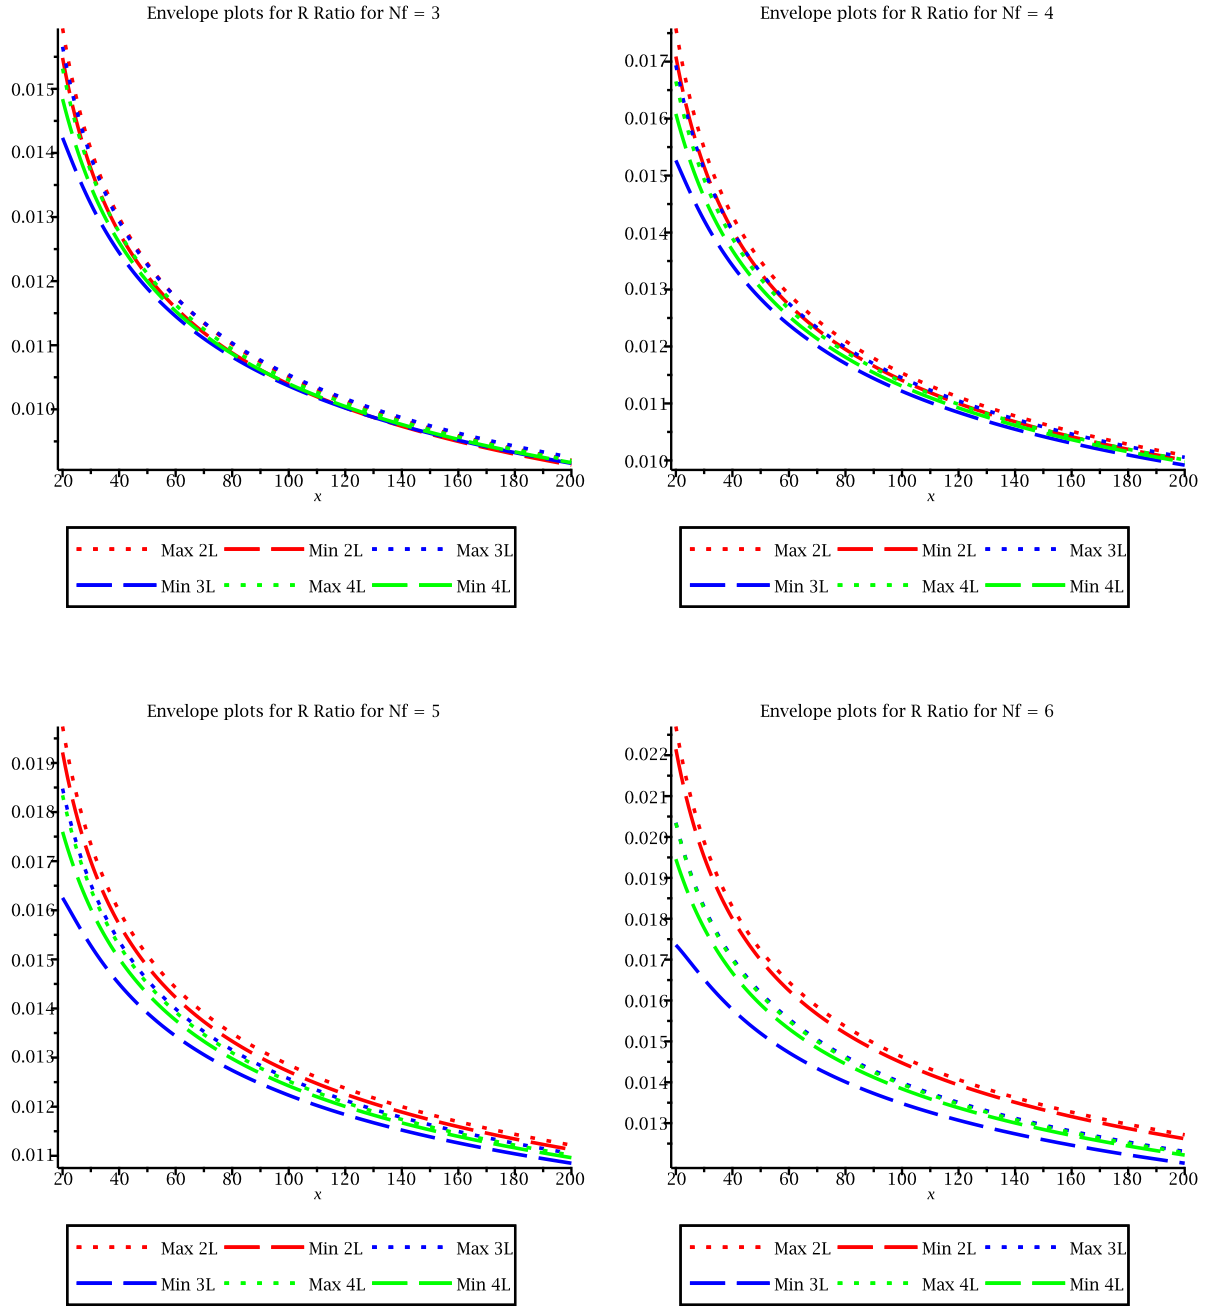 Envelope plots for R Ratio for Nf = 3
0.015
0.014
0.013
0.012
0.011
0.010
20 40 60 80 100 120 140 160 180 200
x
Max 2L Min 2L Max 3L
Min 3L Max 4L Min 4L
Envelope plots for R Ratio for Nf = 4
0.017
0.016
0.015
0.014
0.013
0.012
0.011
0.010
20 40 60 80 100 120 140 160 180 200
x
Max 2L Min 2L Max 3L
Min 3L Max 4L Min 4L
Envelope plots for R Ratio for Nf = 5
0.019
0.018
0.017
0.016
0.015
0.014
0.013
0.012
0.011
20 40 60 80 100 120 140 160 180 200
x
Max 2L Min 2L Max 3L
Min 3L Max 4L Min 4L
Envelope plots for R Ratio for Nf = 6
0.022
0.021
0.020
0.019
0.018
0.017
0.016
0.015
0.014
0.013
20 40 60 80 100 120 140 160 180 200
x
Max 2L Min 2L Max 3L
Min 3L Max 4L Min 4L